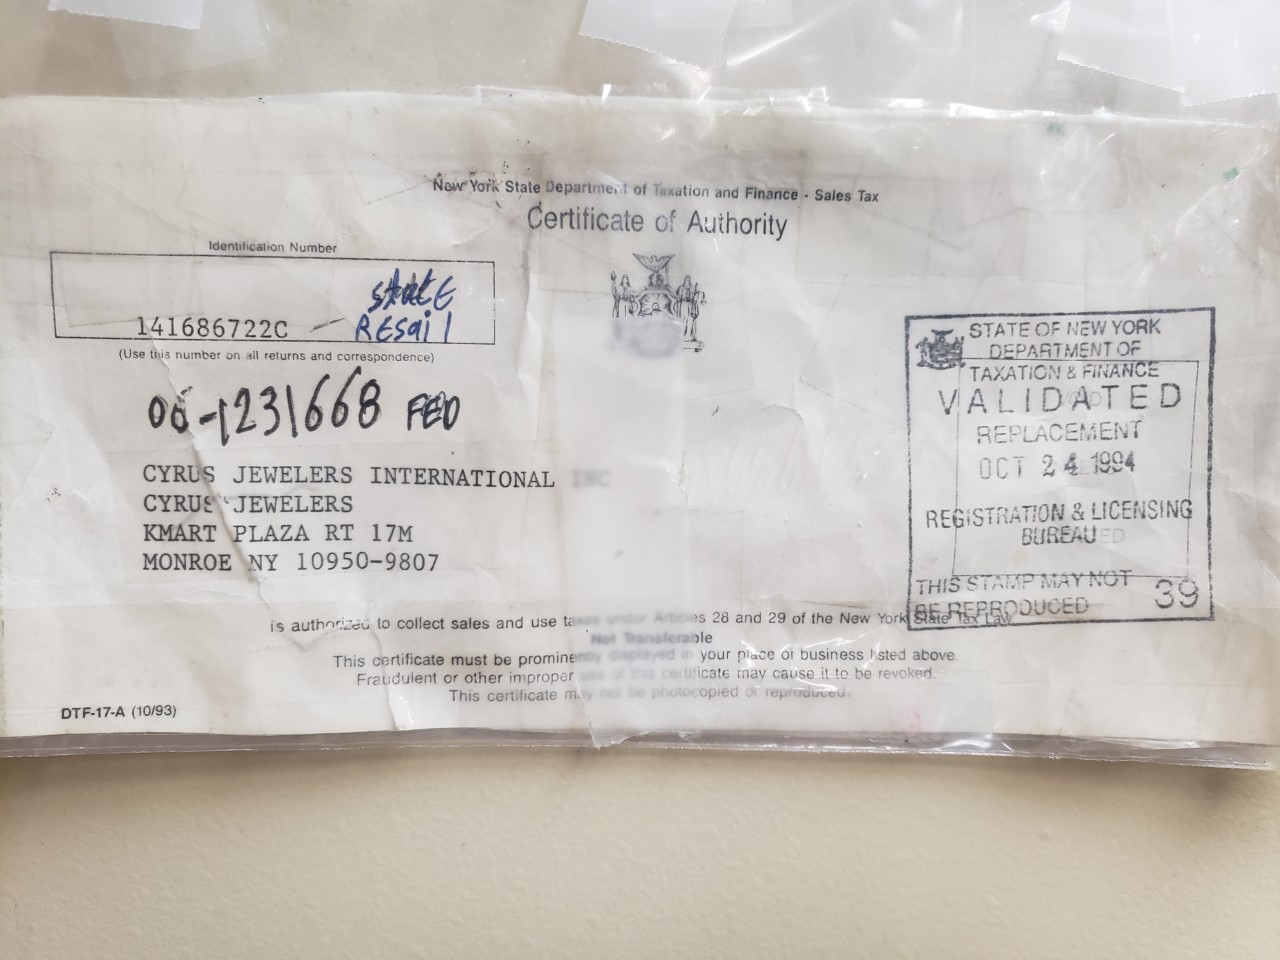 New York State Department of Taxation and Finance - Sales Tax
Certificate of Authority
Identification Number
state
141686722C - REsail
(Use this number on all returns and correspondence)
06-1231668 FED
CYRUS JEWELERS INTERNATIONAL INC
CYRUS JEWELERS
KMART PLAZA RT 17M
MONROE NY 10950-9807
STATE OF NEW YORK
DEPARTMENT OF
TAXATION & FINANCE
VALIDATED
REPLACEMENT
OCT 24 1994
REGISTRATION & LICENSING
BUREAU
THIS STAMP MAY NOT
BE REPRODUCED 39
is authorized to collect sales and use taxes under Articles 28 and 29 of the New York State Tax Law
Not Transferable
This certificate must be prominently displayed in your place of business listed above.
Fraudulent or other improper use of this certificate may cause it to be revoked.
This certificate may not be photocopied or reproduced.
DTF-17-A (10/93)